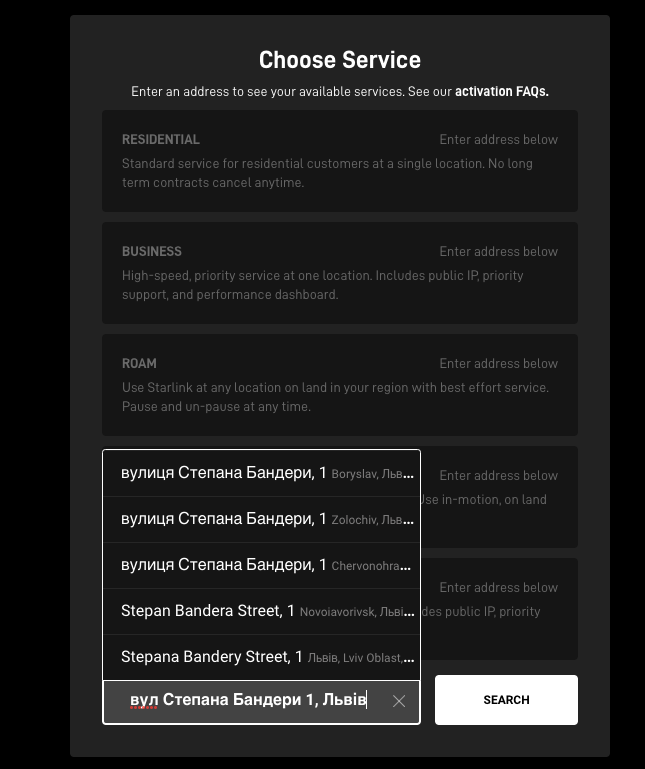 Choose Service
Enter an address to see your available services. See our activation FAQs.
RESIDENTIAL Enter address below
Standard service for residential customers at a single location. No long
term contracts cancel anytime.
BUSINESS Enter address below
High-speed, priority service at one location. Includes public IP, priority
support, and performance dashboard.
ROAM Enter address below
Use Starlink at any location on land in your region with best effort service.
Pause and un-pause at any time.
Enter address below
вулиця Степана Бандери, 1 Boryslav, Льв...
Use in-motion, on land
вулиця Степана Бандери, 1 Zolochiv, Льв...
вулиця Степана Бандери, 1 Chervonohra...
Enter address below
Stepan Bandera Street, 1 Novoiavorivsk, Льві...
des public IP, priority
Stepana Bandery Street, 1 Львів, Lviv Oblast,...
вул Степана Бандери 1, Львів
SEARCH